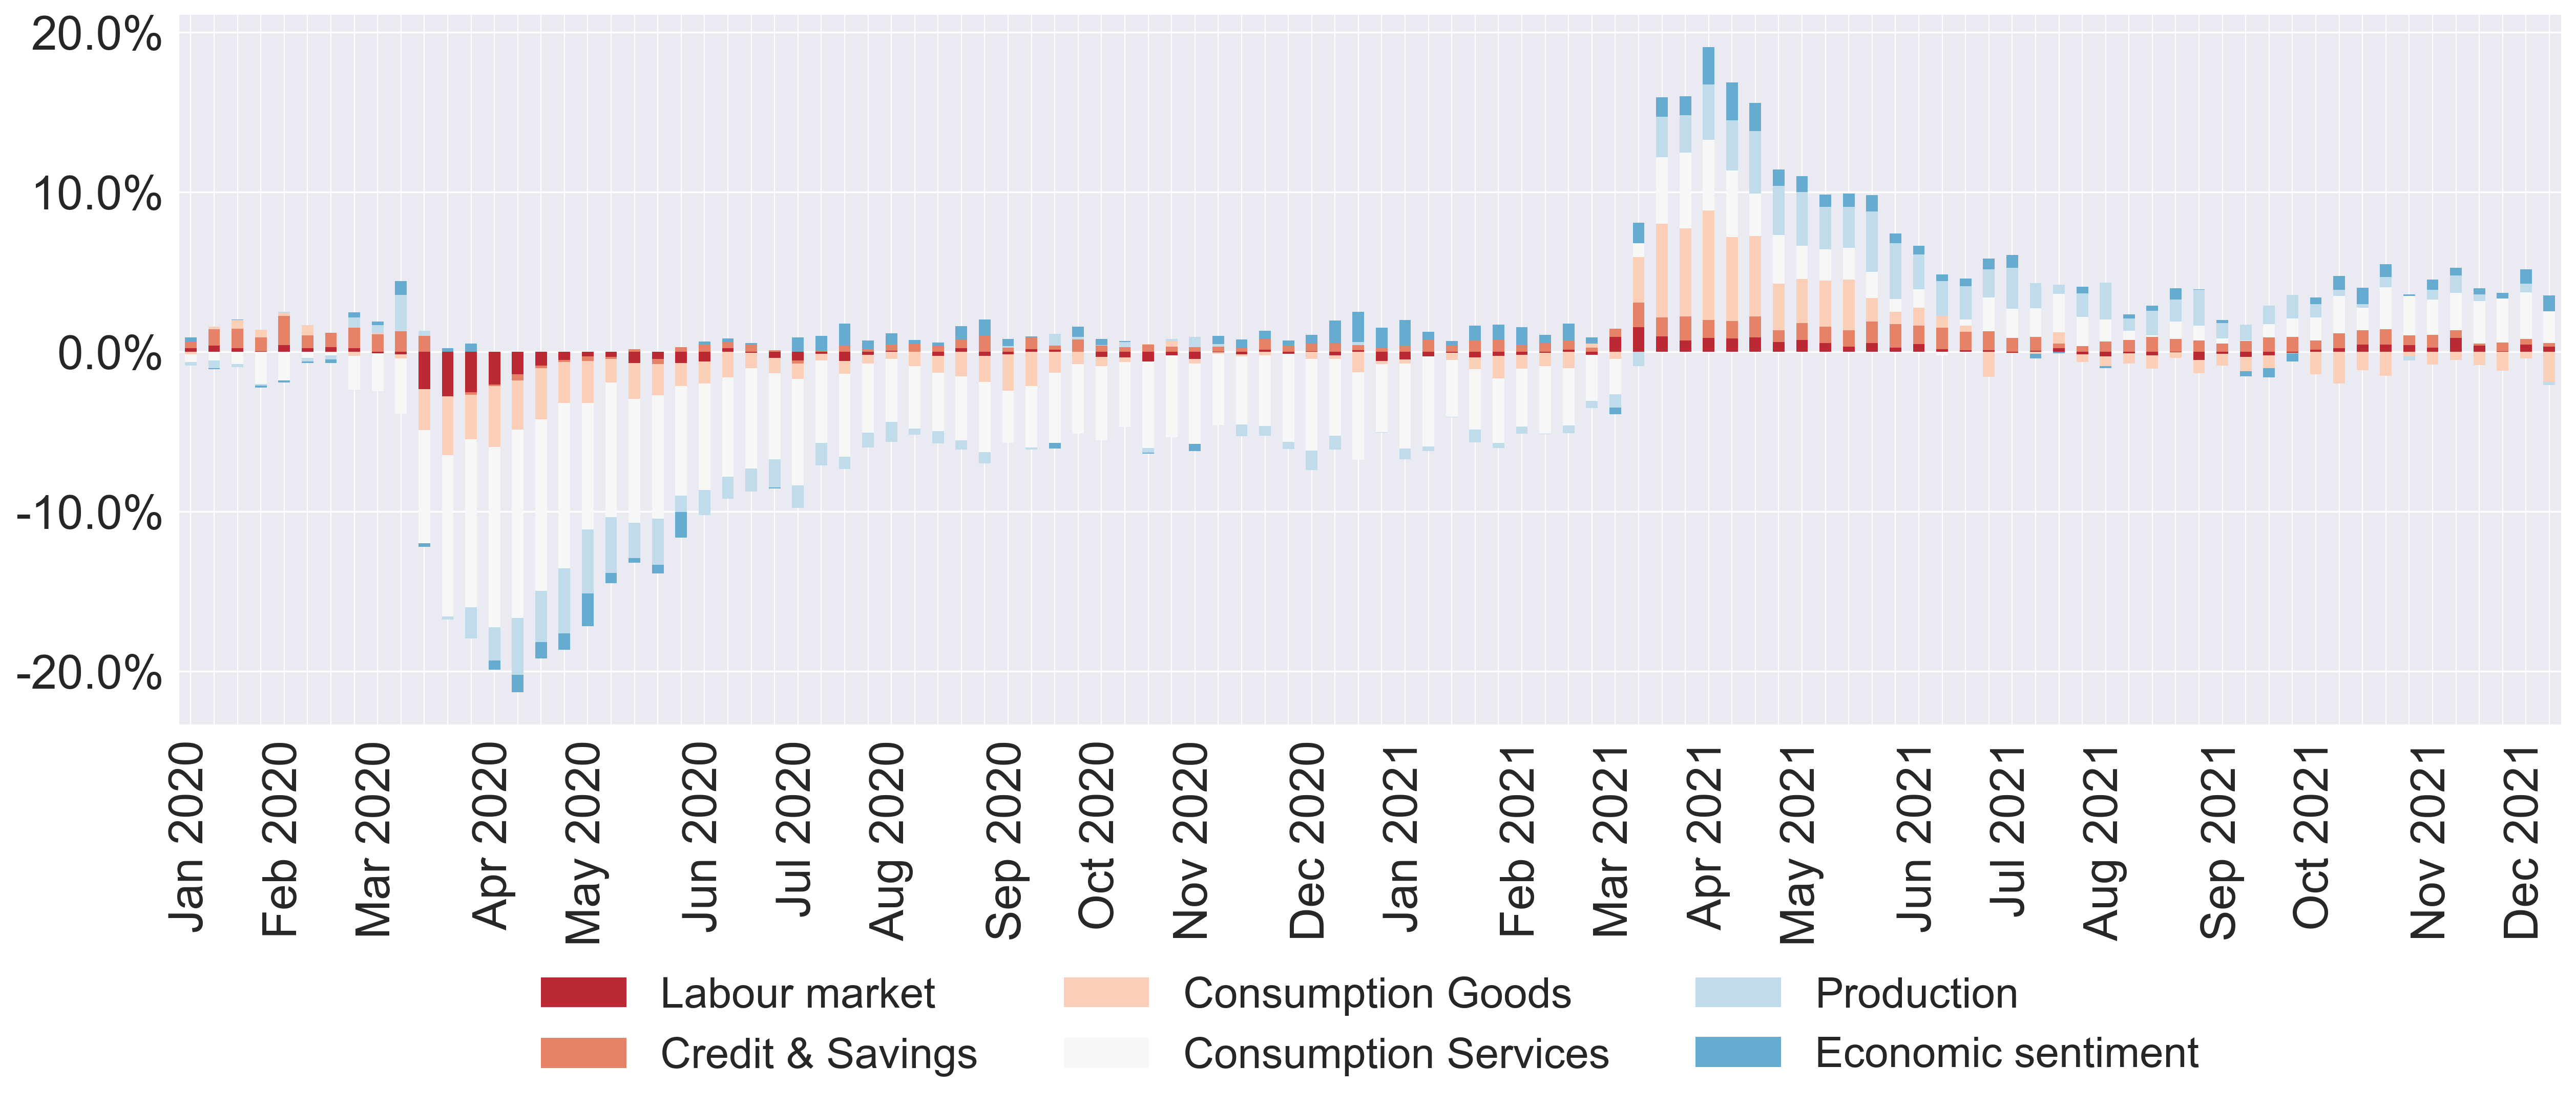 20.0%
10.0%
0.0%
-10.0%
-20.0%
Jan 2020
Feb 2020
Mar 2020
Apr 2020
May 2020
Jun 2020
Jul 2020
Aug 2020
Sep 2020
Oct 2020
Nov 2020
Dec 2020
Jan 2021
Feb 2021
Mar 2021
Apr 2021
May 2021
Jun 2021
Jul 2021
Aug 2021
Sep 2021
Oct 2021
Nov 2021
Dec 2021
Labour market
Consumption Goods
Production
Credit & Savings
Consumption Services
Economic sentiment